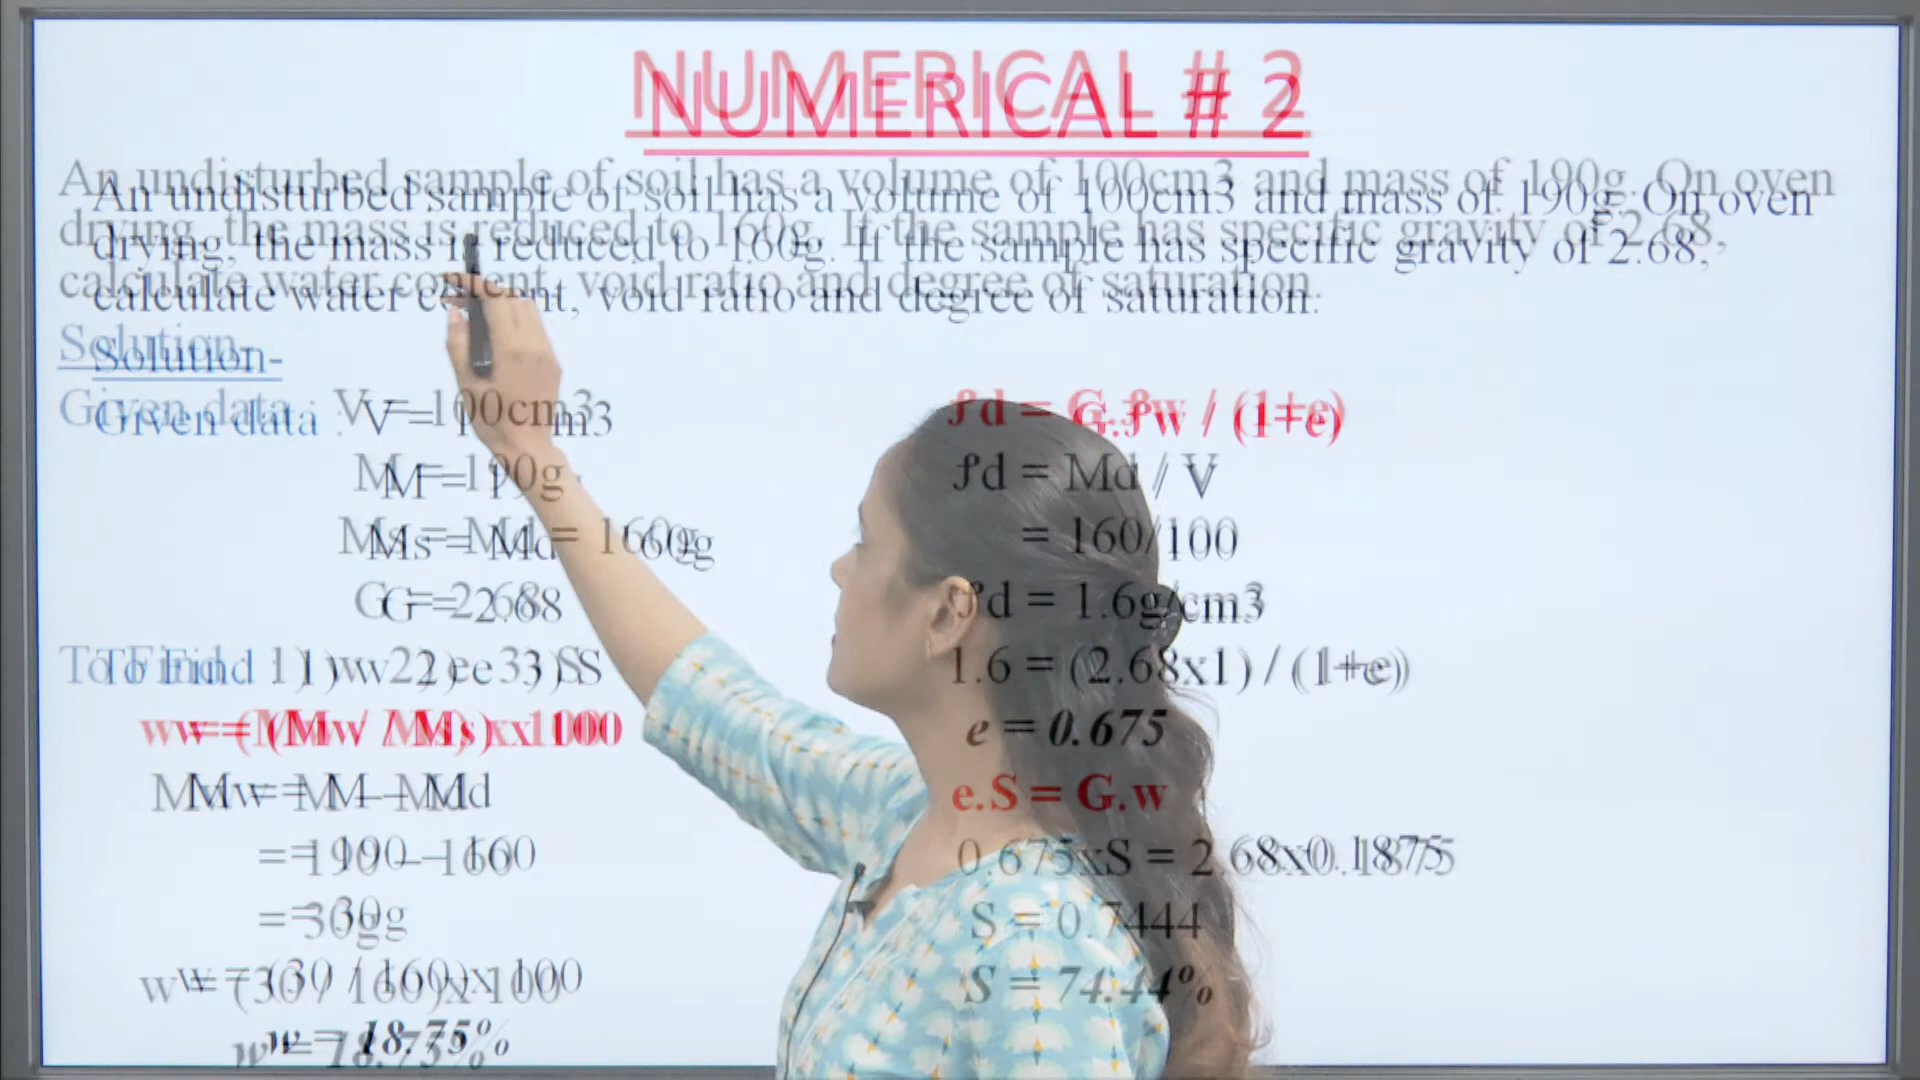 NUMERICAL # 2
An undisturbed sample of soil has a volume of 100cm3 and mass of 190g. On oven
drying, the mass is reduced to 160g. If the sample has specific gravity of 2.68,
calculate water content, void ratio and degree of saturation.
Solution-
Given data : V = 100cm3
M = 190g
Ms = Md = 160g
G = 2.68
To Find : 1) w 2) e 3) S
w = (Mw / Ms) x 100
Mw = M – Md
= 190 – 160
= 30g
w = (30 / 160) x 100
w = 18.75%
ꝭd = G.ꝭw / (1+e)
ꝭd = Md / V
= 160/100
ꝭd = 1.6g/cm3
1.6 = (2.68x1) / (1+e)
e = 0.675
e.S = G.w
0.675xS = 2.68x0.1875
S = 0.7444
S = 74.44%